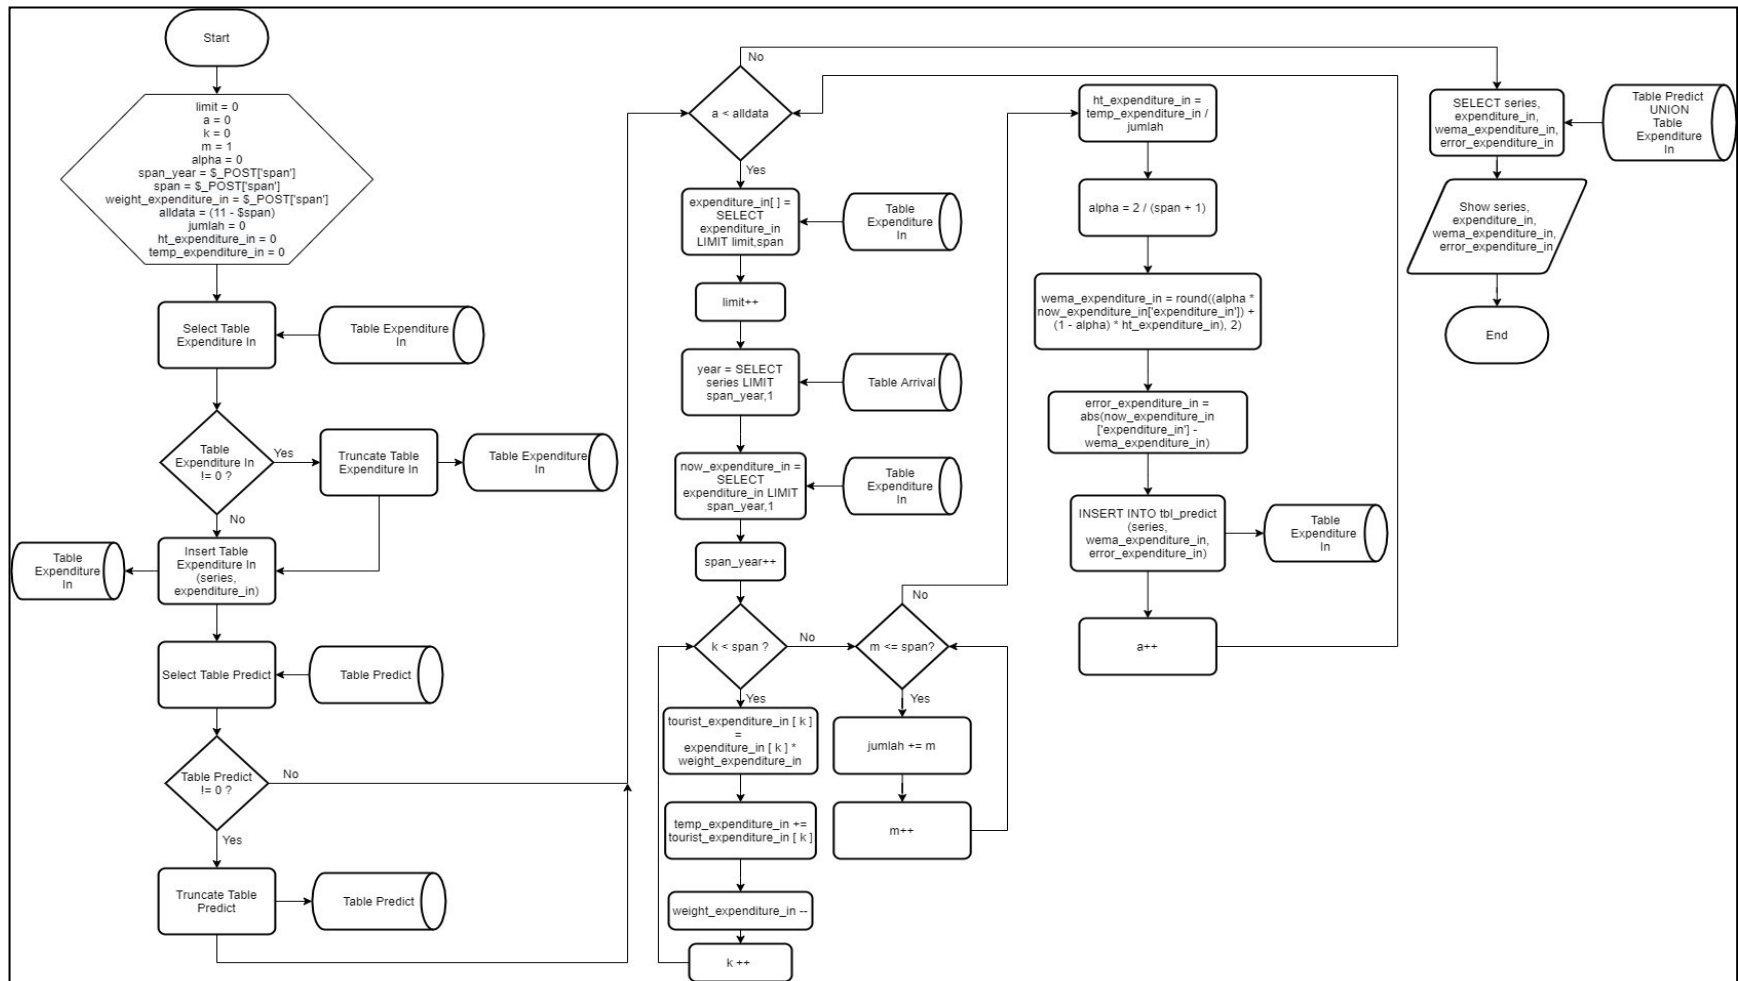 Start
limit = 0
a = 0
k = 0
m = 1
alpha = 0
span_year = $_POST['span']
span = $_POST['span']
weight_expenditure_in = $_POST['span']
alldata = (11 - $span)
jumlah = 0
ht_expenditure_in = 0
temp_expenditure_in = 0
Select Table
Expenditure In
Table Expenditure
In
Table
Expenditure In
!= 0 ?
Yes
Truncate Table
Expenditure In
Table Expenditure
In
No
Insert Table
Expenditure In
(series,
expenditure_in)
Table
Expenditure
In
Select Table Predict
Table Predict
Table Predict
!= 0 ?
No
Yes
Truncate Table
Predict
Table Predict
a < alldata
No
Yes
expenditure_in[ ] =
SELECT
expenditure_in
LIMIT limit,span
Table
Expenditure
In
limit++
year = SELECT
series LIMIT
span_year,1
Table Arrival
now_expenditure_in =
SELECT
expenditure_in LIMIT
span_year,1
Table
Expenditure
In
span_year++
k < span ?
No
Yes
tourist_expenditure_in [ k ]
=
expenditure_in [ k ] *
weight_expenditure_in
temp_expenditure_in +=
tourist_expenditure_in [ k ]
weight_expenditure_in --
k ++
m <= span?
No
Yes
jumlah += m
m++
ht_expenditure_in =
temp_expenditure_in /
jumlah
alpha = 2 / (span + 1)
wema_expenditure_in = round((alpha *
now_expenditure_in['expenditure_in']) +
(1 - alpha) * ht_expenditure_in), 2)
error_expenditure_in =
abs(now_expenditure_in
['expenditure_in'] -
wema_expenditure_in)
INSERT INTO tbl_predict
(series,
wema_expenditure_in,
error_expenditure_in)
Table
Expenditure
In
a++
SELECT series,
expenditure_in,
wema_expenditure_in,
error_expenditure_in
Table Predict
UNION
Table
Expenditure
In
Show series,
expenditure_in,
wema_expenditure_in,
error_expenditure_in
End